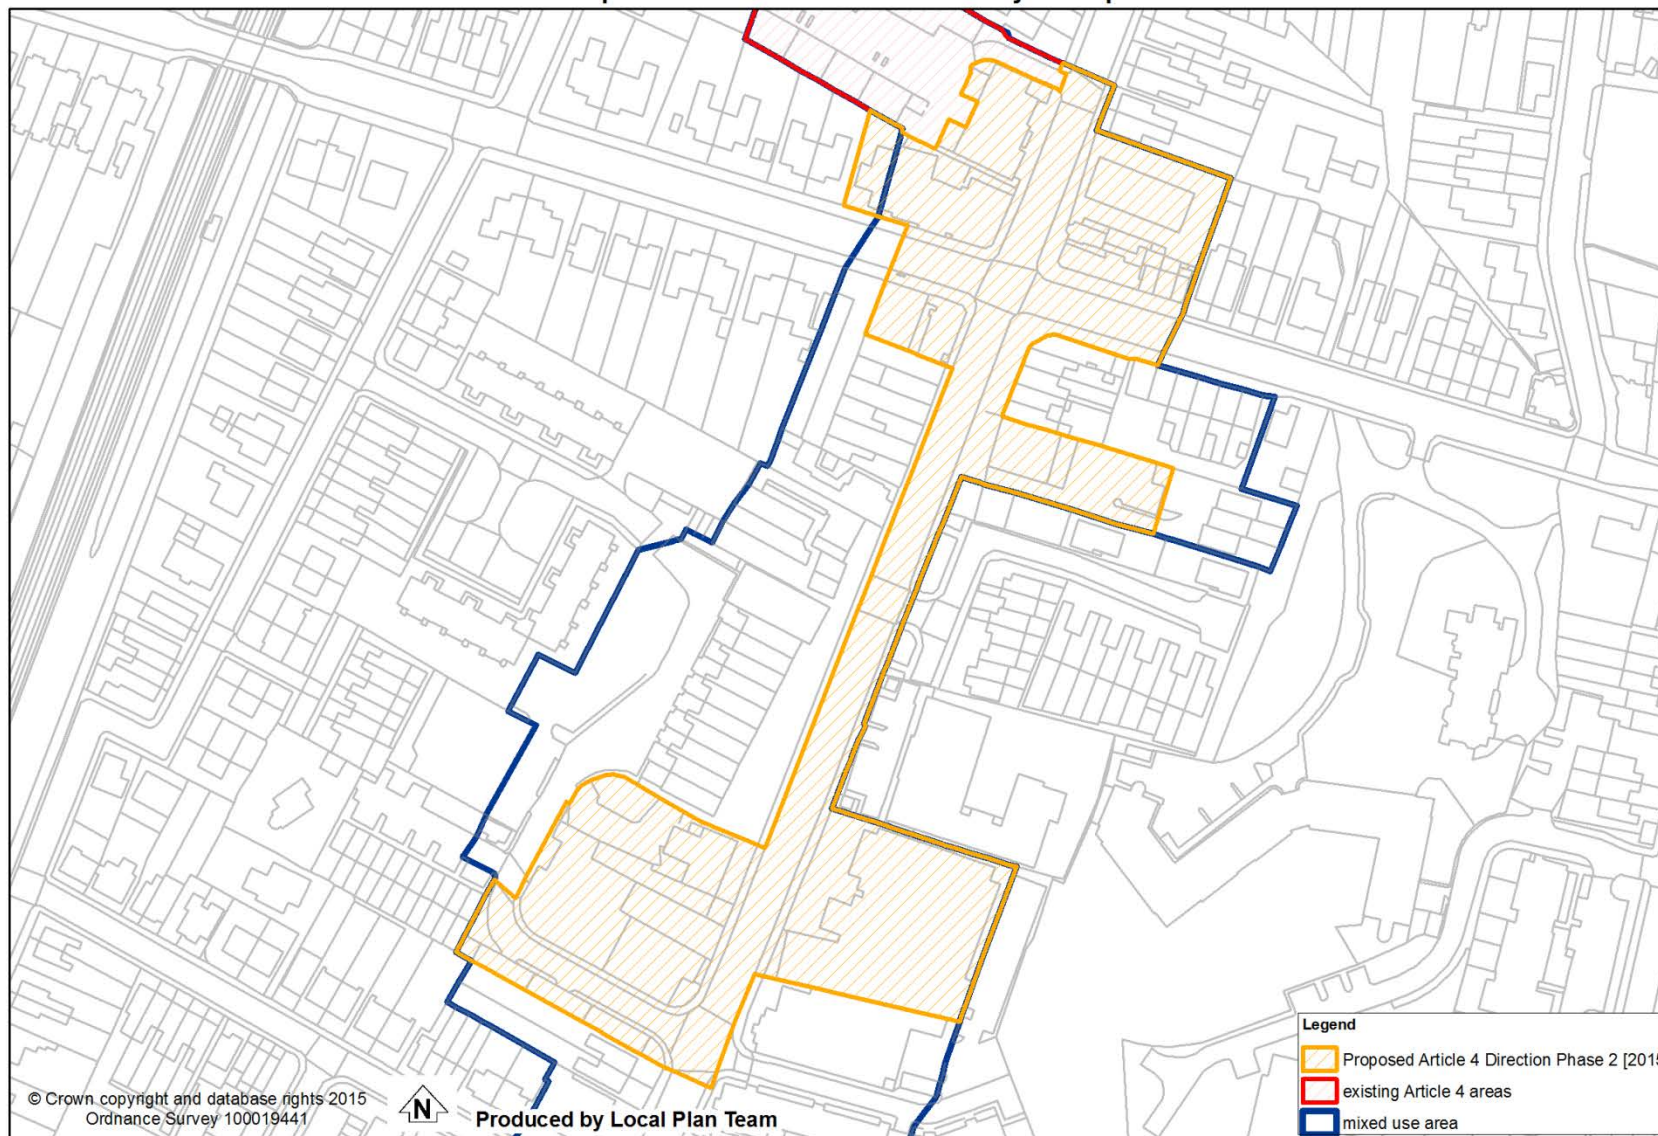 Legend
Proposed Article 4 Direction Phase 2 [2015
existing Article 4 areas
mixed use area
© Crown copyright and database rights 2015
Ordnance Survey 100019441
N
Produced by Local Plan Team